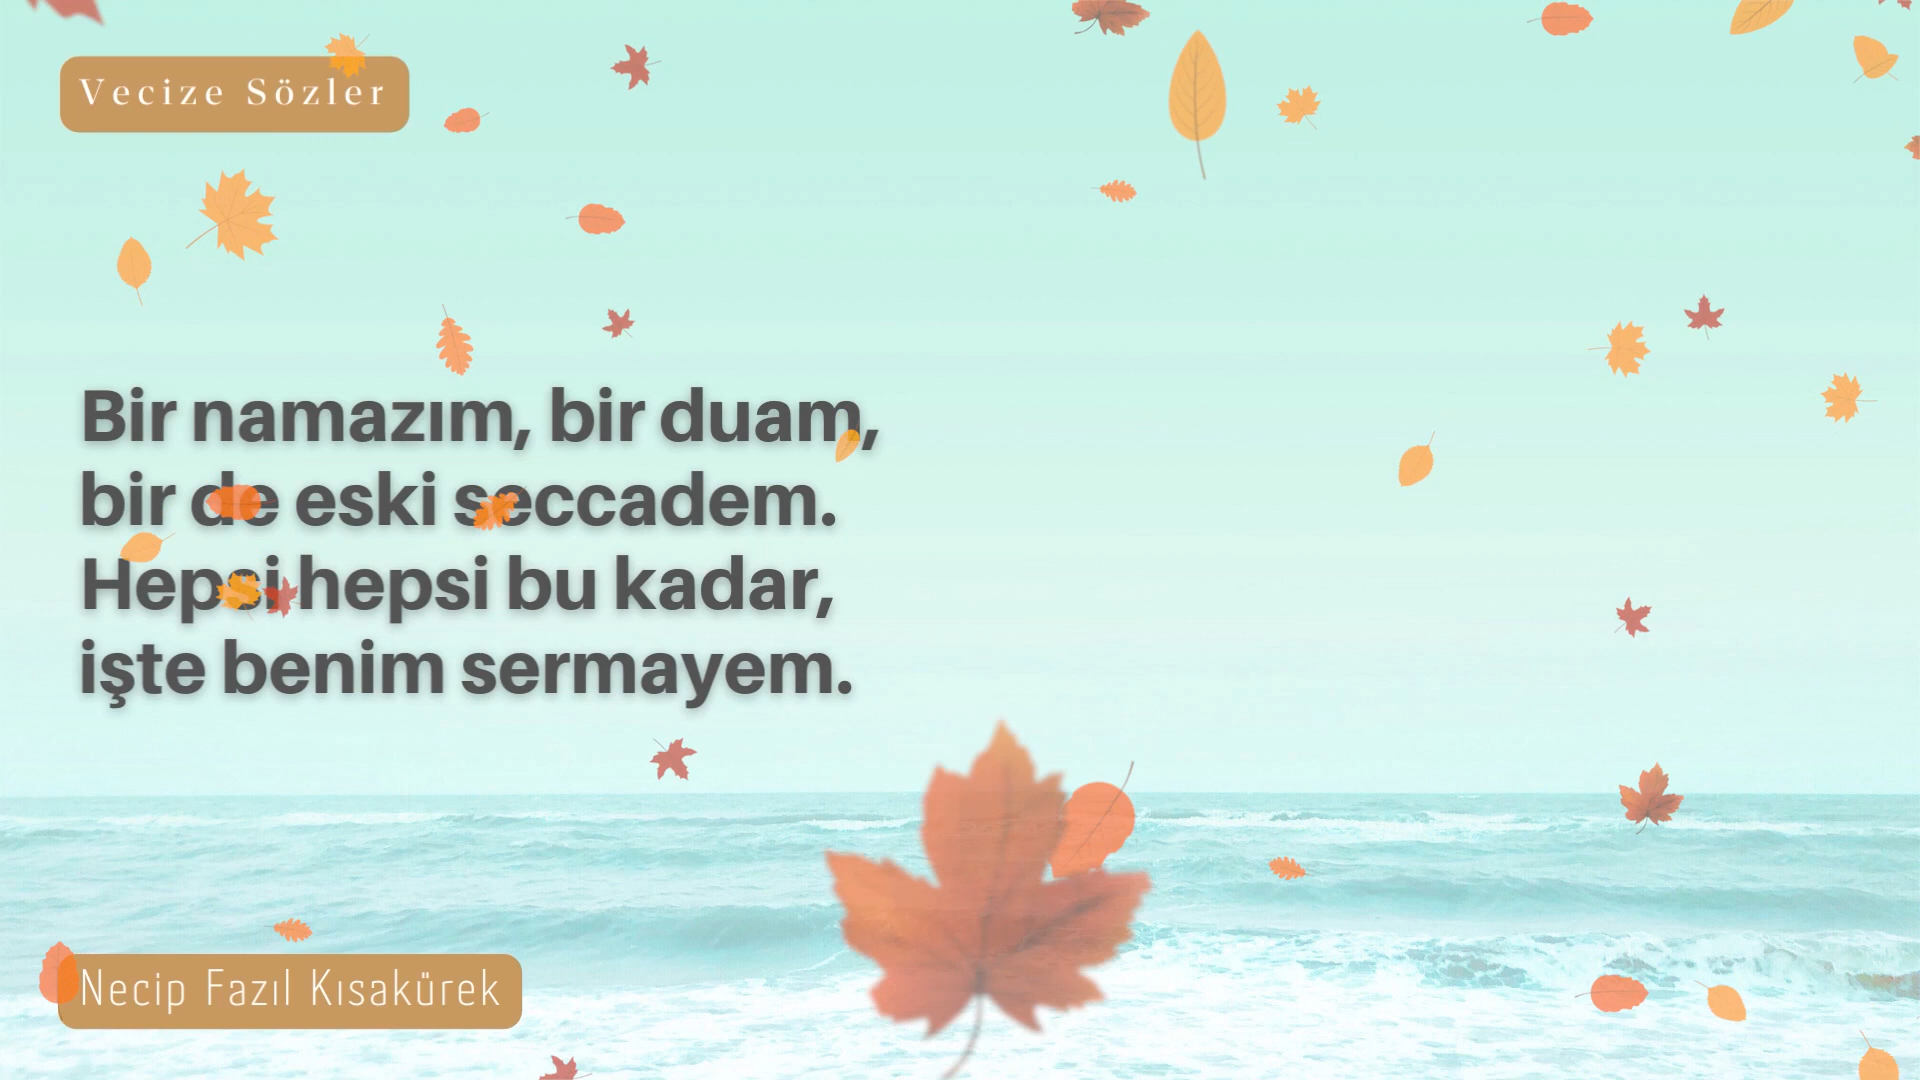 Vecize Sözler
Bir namazım, bir duam,
bir de eski seccadem.
Hepsi hepsi bu kadar,
işte benim sermayem.
Necip Fazıl Kısakürek